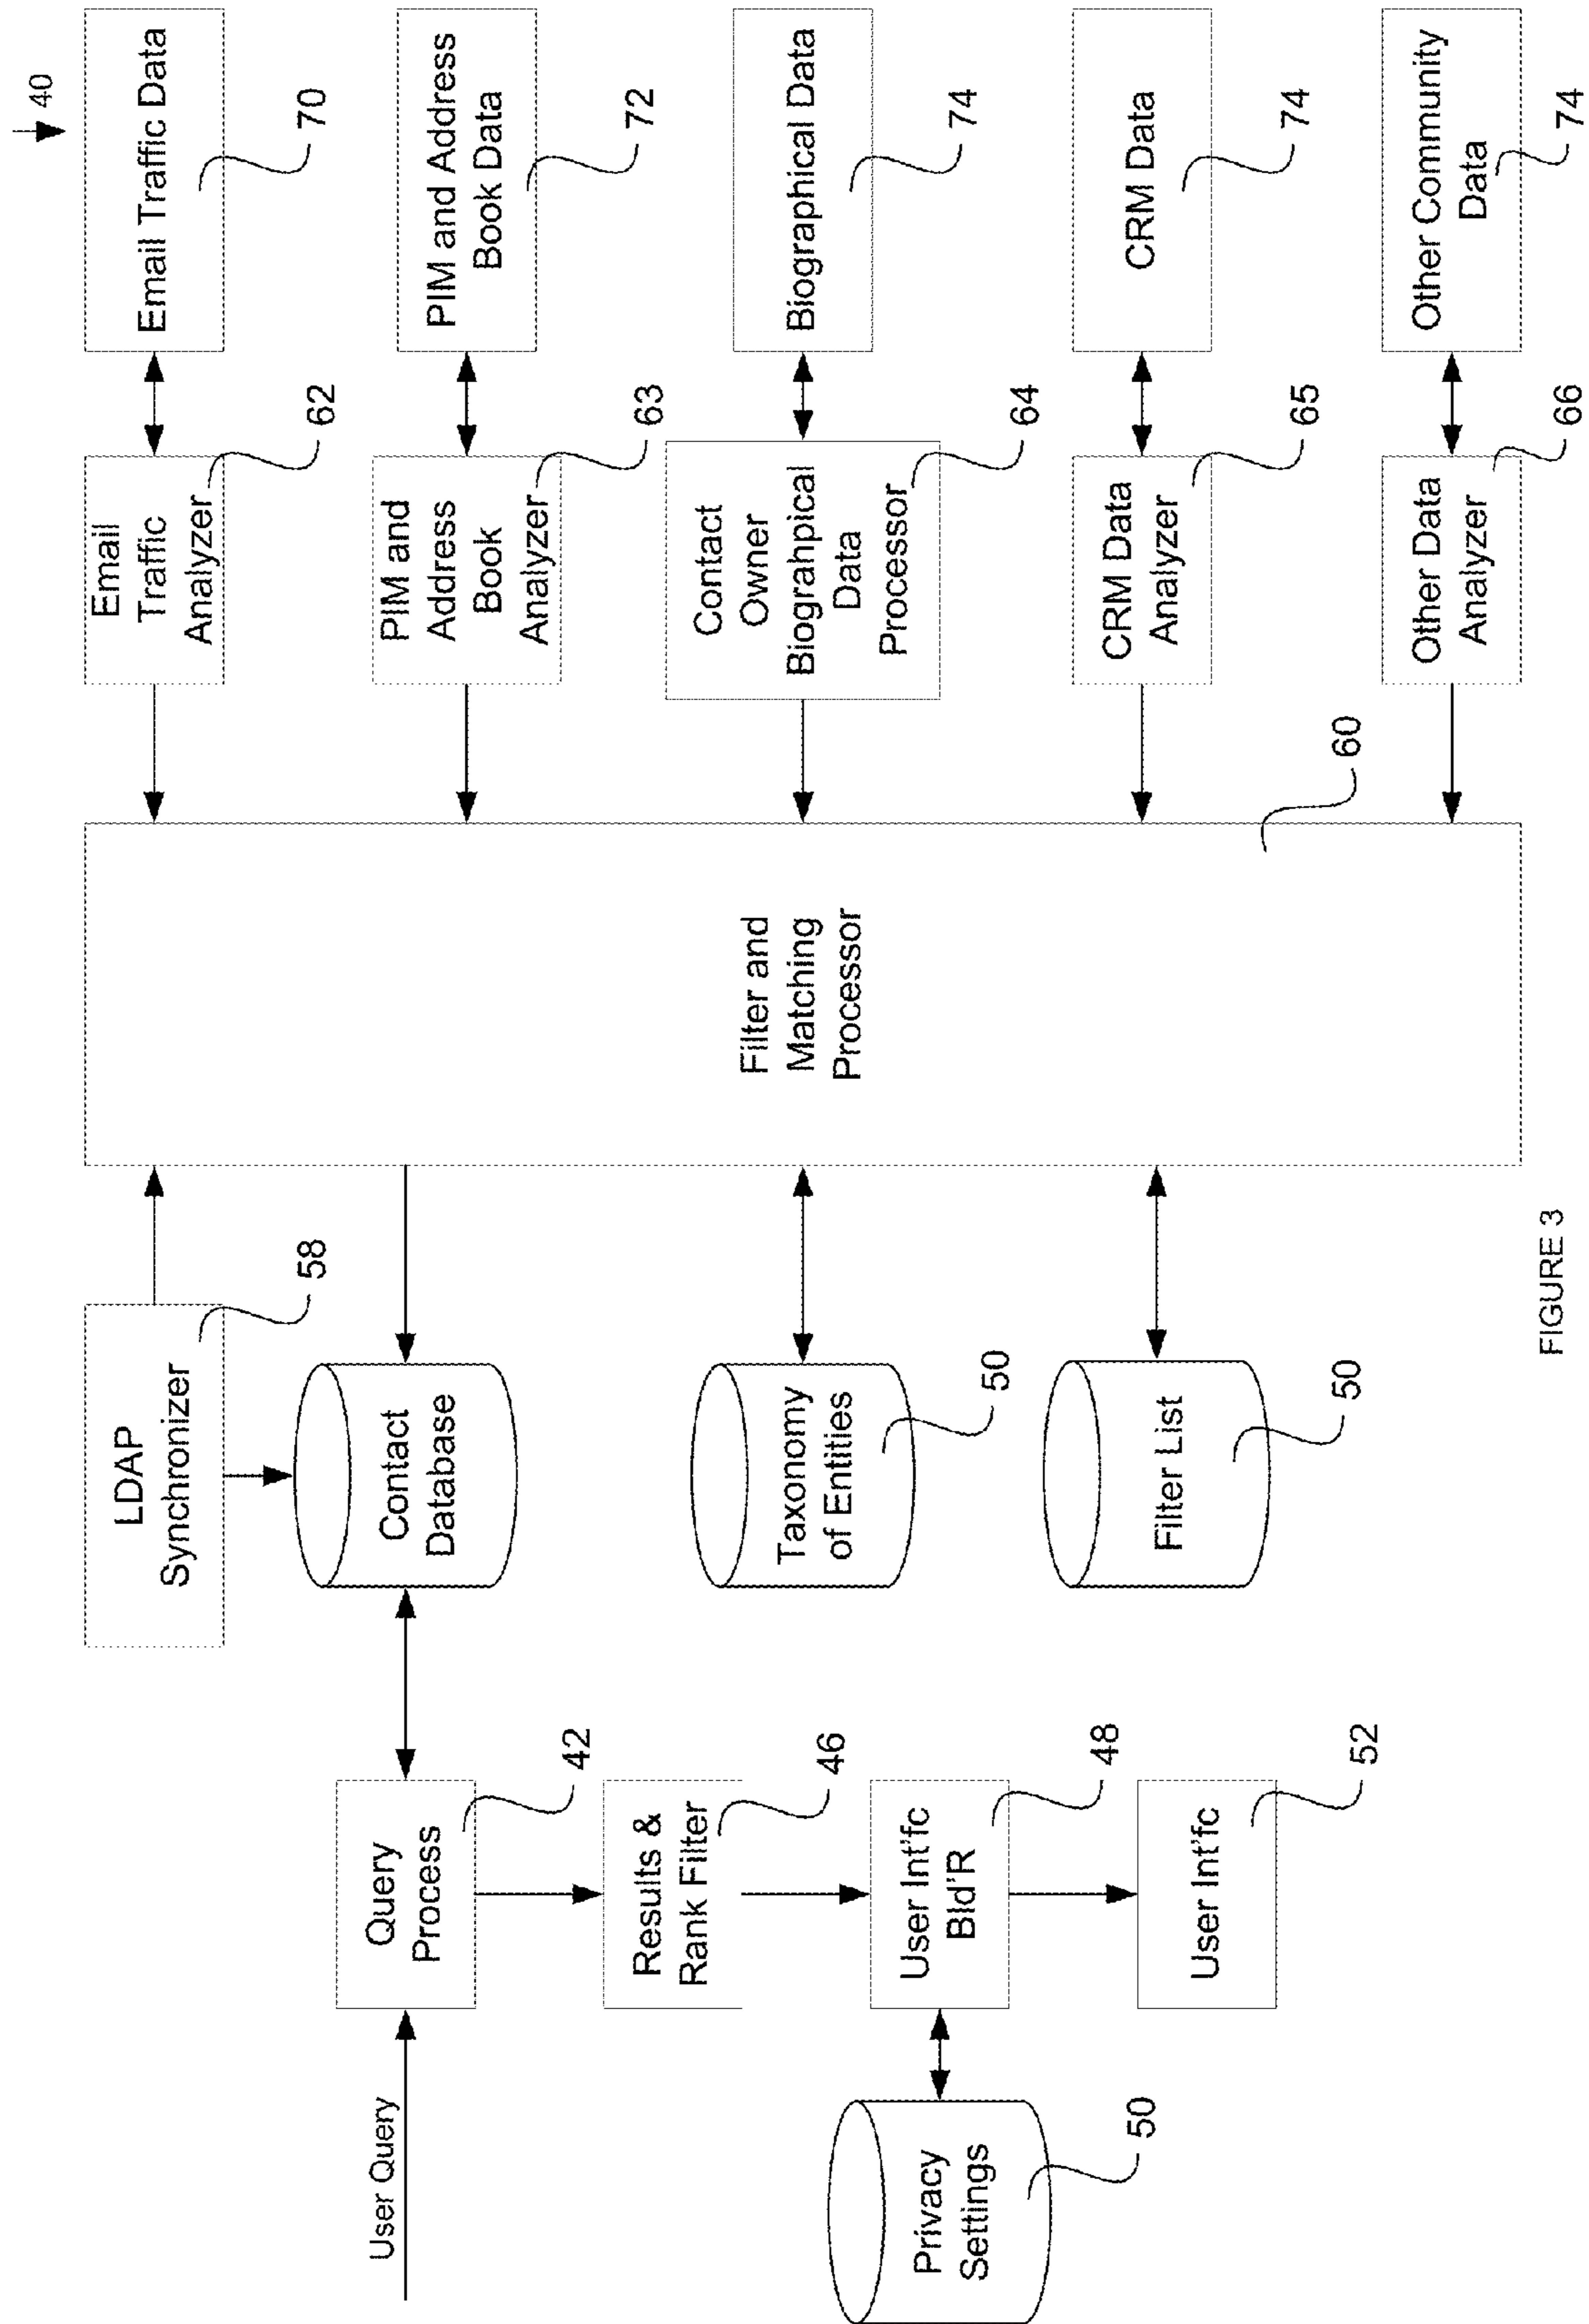 40
Email Traffic Data
70
PIM and Address
Book Data
72
Biographical Data
74
CRM Data
74
Other Community
Data
74
Email
Traffic
Analyzer
62
PIM and
Address
Book
Analyzer
63
Contact
Owner
Biograhpical
Data
Processor
64
CRM Data
Analyzer
65
Other Data
Analyzer
66
Filter and
Matching
Processor
60
LDAP
Synchronizer
58
Contact
Database
Taxonomy
of Entities
50
Filter List
50
User Query
Query
Process
42
Results &
Rank Filter
46
User Int'fc
Bld'R
48
User Int'fc
52
Privacy
Settings
50
FIGURE 3